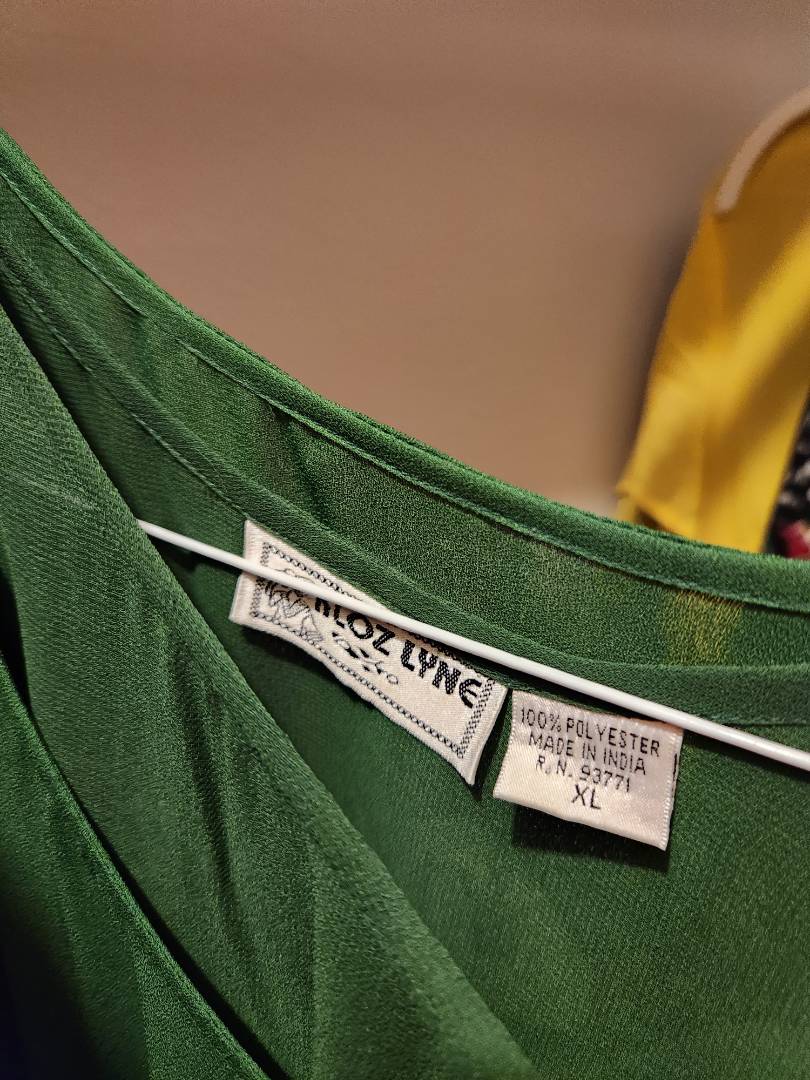 KLOZ LYNE
100% POLYESTER
MADE IN INDIA
R.N. 93771
XL